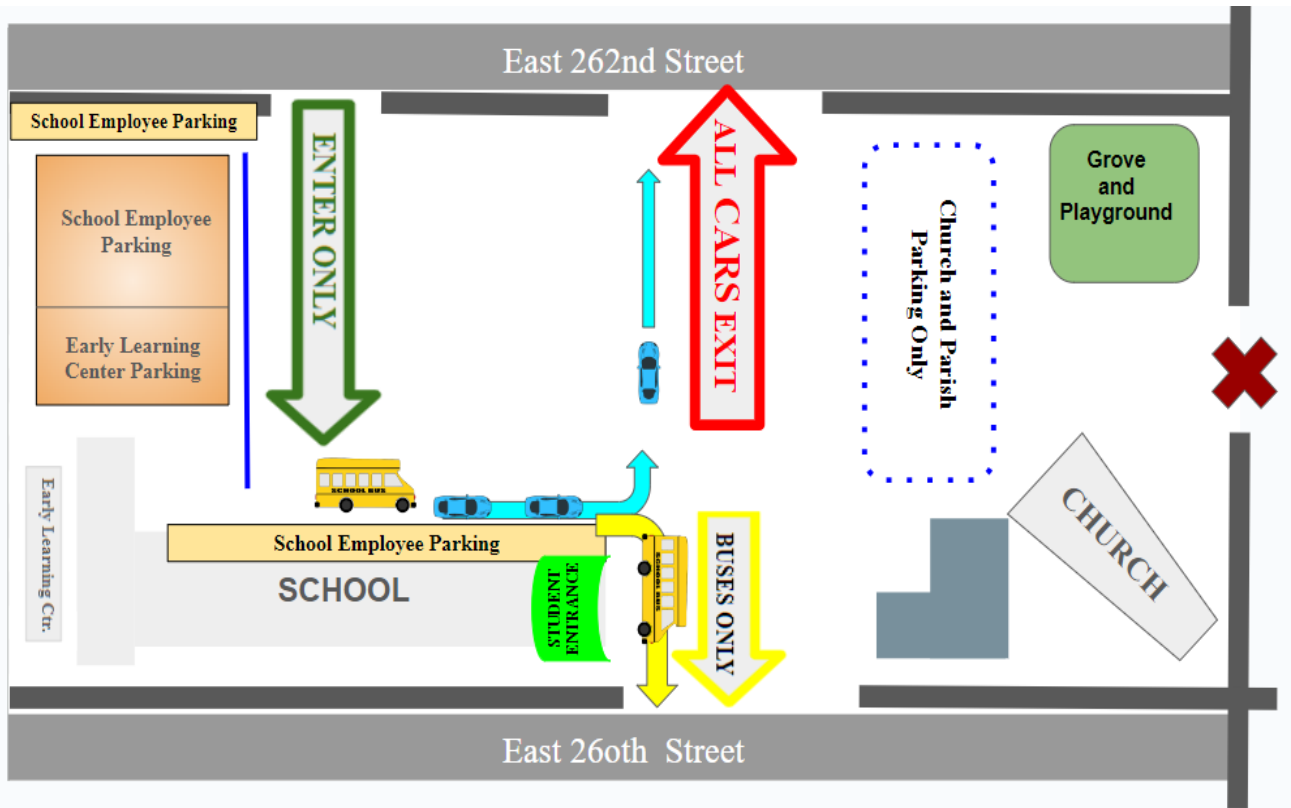 East 262nd Street
School Employee Parking
ENTER ONLY
ALL CARS EXIT
School Employee
Parking
Early Learning
Center Parking
Church and Parish
Parking Only
Grove
and
Playground
SCHOOL BUS
School Employee Parking
SCHOOL
STUDENT
ENTRANCE
SCHOOL BUS
BUSES ONLY
CHURCH
Early Learning Ctr.
East 26oth Street